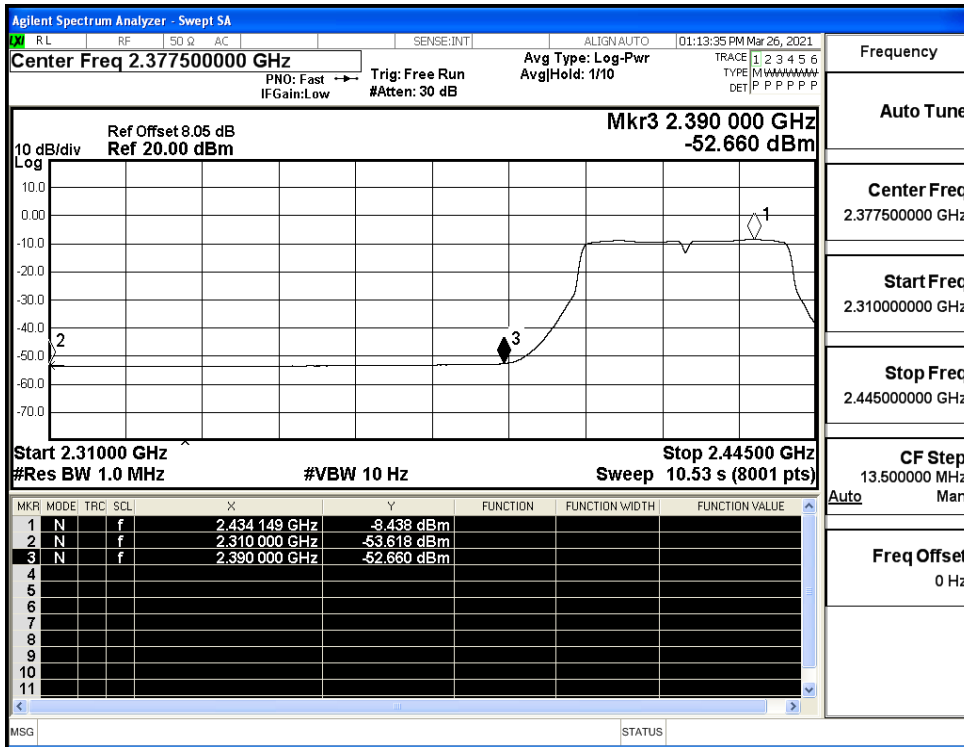 Agilent Spectrum Analyzer - Swept SA
LXI RL RF 50 Ω AC SENSE:INT ALIGN AUTO 01:13:35 PM Mar 26, 2021
Center Freq 2.377500000 GHz
PNO: Fast
IFGain:Low
Trig: Free Run
#Atten: 30 dB
Avg Type: Log-Pwr
Avg|Hold: 1/10
TRACE 1 2 3 4 5 6
TYPE M WWWWW
DET P P P P P P
Mkr3 2.390 000 GHz
-52.660 dBm
Ref Offset 8.05 dB
10 dB/div Ref 20.00 dBm
Log
10.0
0.00
-10.0
-20.0
-30.0
-40.0
-50.0
-60.0
-70.0
1
2
3
Start 2.31000 GHz Stop 2.44500 GHz
#Res BW 1.0 MHz #VBW 10 Hz Sweep 10.53 s (8001 pts)
MKR MODE TRC SCL X Y FUNCTION FUNCTION WIDTH FUNCTION VALUE
1 N f 2.434 149 GHz -8.438 dBm
2 N f 2.310 000 GHz -53.618 dBm
3 N f 2.390 000 GHz -52.660 dBm
4
5
6
7
8
9
10
11
MSG STATUS
Frequency
Auto Tune
Center Freq
2.377500000 GHz
Start Freq
2.310000000 GHz
Stop Freq
2.445000000 GHz
CF Step
13.500000 MHz
Auto Man
Freq Offset
0 Hz